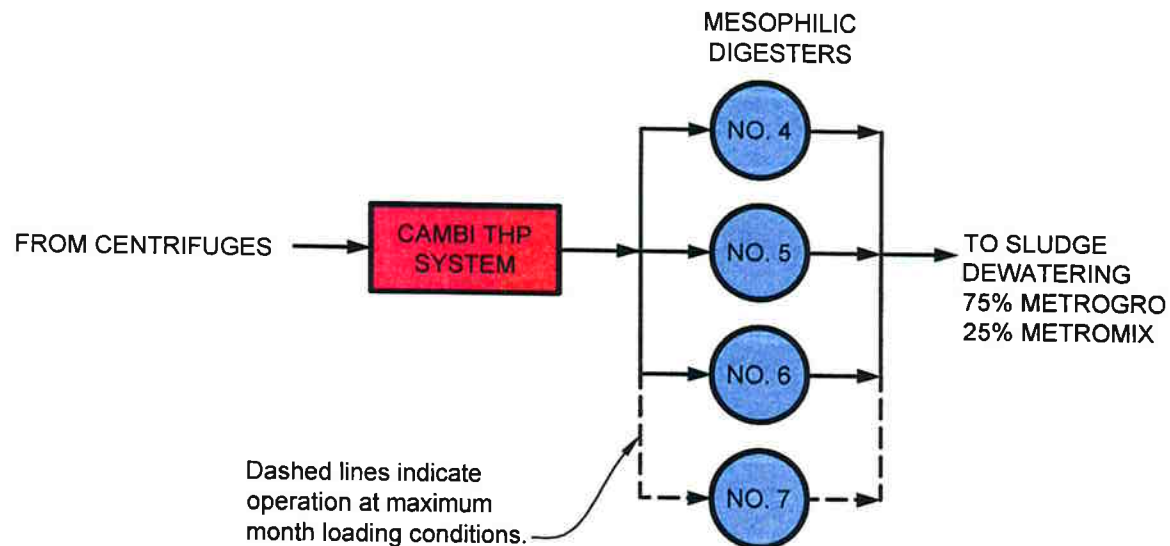 MESOPHILIC
DIGESTERS
NO. 4
FROM CENTRIFUGES
CAMBI THP
SYSTEM
NO. 5
TO SLUDGE
DEWATERING
75% METROGRO
25% METROMIX
NO. 6
Dashed lines indicate
operation at maximum
month loading conditions.
NO. 7